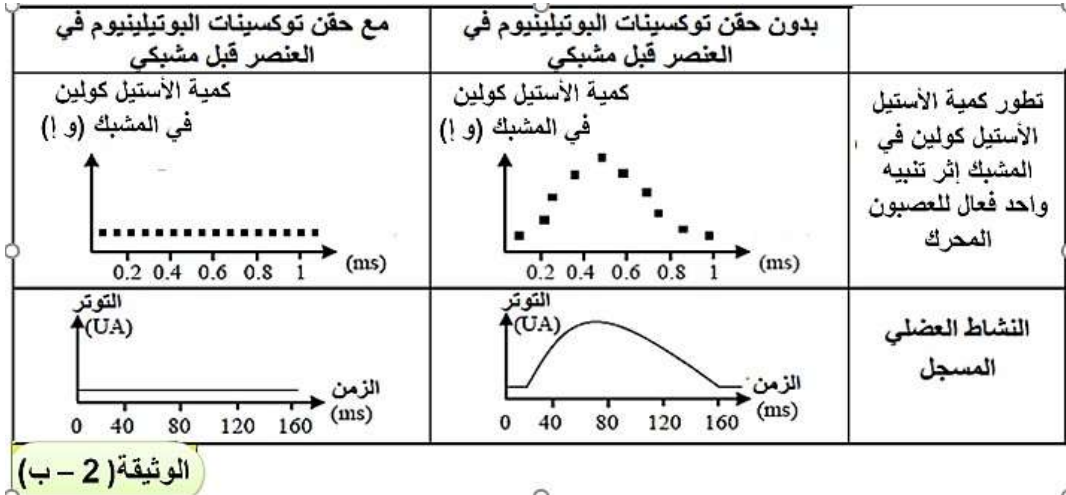 بدون حقن توكسينات البوتيلينيوم في
العنصر قبل مشبكي
مع حقن توكسينات البوتيلينيوم في
العنصر قبل مشبكي
تطور كمية الأستيل
الأستيل كولين في
المشبك إثر تنبيه
واحد فعال للعصبون
المحرك
كمية الأستيل كولين
في المشبك (و إ)
0.2 0.4 0.6 0.8 1
(ms)
كمية الأستيل كولين
في المشبك (و إ)
0.2 0.4 0.6 0.8 1
(ms)
النشاط العضلي
المسجل
التوتر
(UA)
الزمن
(ms)
0 40 80 120 160
التوتر
(UA)
الزمن
(ms)
0 40 80 120 160
الوثيقة( 2 – ب)